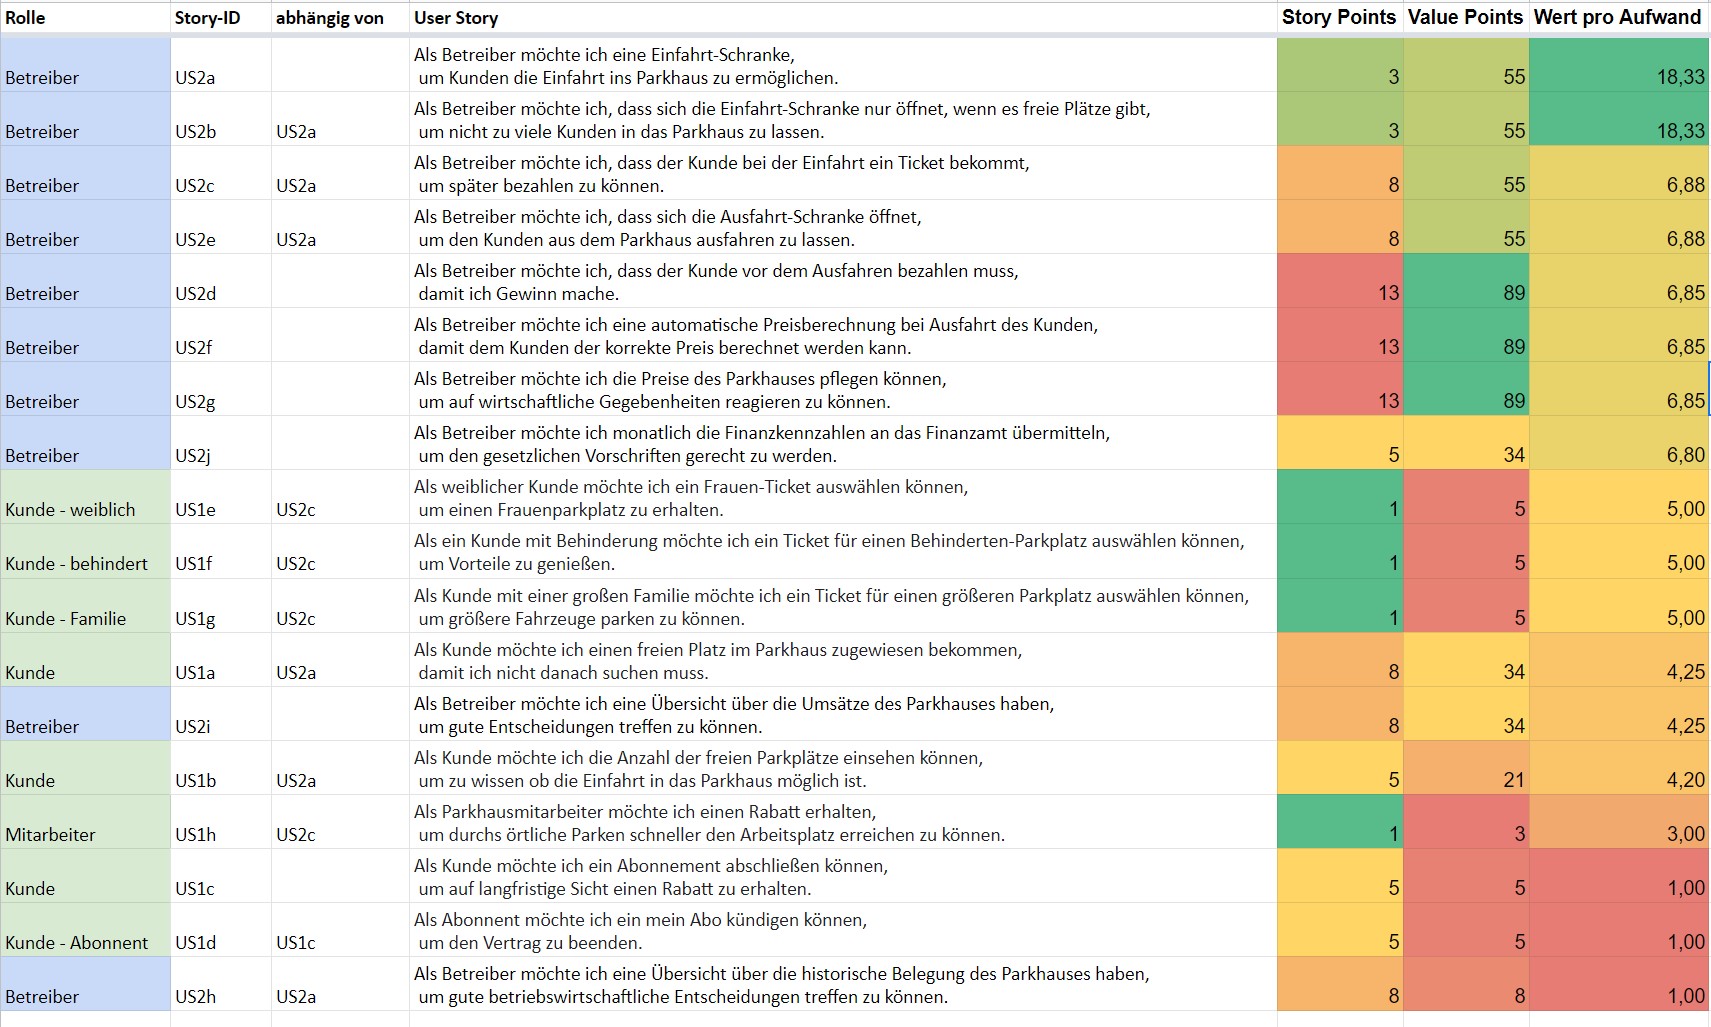 Rolle Story-ID abhängig von User Story Story Points Value Points Wert pro Aufwand
Als Betreiber möchte ich eine Einfahrt-Schranke,
Betreiber US2a um Kunden die Einfahrt ins Parkhaus zu ermöglichen. 3 55 18,33
Als Betreiber möchte ich, dass sich die Einfahrt-Schranke nur öffnet, wenn es freie Plätze gibt,
Betreiber US2b US2a um nicht zu viele Kunden in das Parkhaus zu lassen. 3 55 18,33
Als Betreiber möchte ich, dass der Kunde bei der Einfahrt ein Ticket bekommt,
Betreiber US2c US2a um später bezahlen zu können. 8 55 6,88
Als Betreiber möchte ich, dass sich die Ausfahrt-Schranke öffnet,
Betreiber US2e US2a um den Kunden aus dem Parkhaus ausfahren zu lassen. 8 55 6,88
Als Betreiber möchte ich, dass der Kunde vor dem Ausfahren bezahlen muss,
Betreiber US2d damit ich Gewinn mache. 13 89 6,85
Als Betreiber möchte ich eine automatische Preisberechnung bei Ausfahrt des Kunden,
Betreiber US2f damit dem Kunden der korrekte Preis berechnet werden kann. 13 89 6,85
Als Betreiber möchte ich die Preise des Parkhauses pflegen können,
Betreiber US2g um auf wirtschaftliche Gegebenheiten reagieren zu können. 13 89 6,85
Als Betreiber möchte ich monatlich die Finanzkennzahlen an das Finanzamt übermitteln,
Betreiber US2j um den gesetzlichen Vorschriften gerecht zu werden. 5 34 6,80
Als weiblicher Kunde möchte ich ein Frauen-Ticket auswählen können,
Kunde - weiblich US1e US2c um einen Frauenparkplatz zu erhalten. 1 5 5,00
Als ein Kunde mit Behinderung möchte ich ein Ticket für einen Behinderten-Parkplatz auswählen können,
Kunde - behindert US1f US2c um Vorteile zu genießen. 1 5 5,00
Als Kunde mit einer großen Familie möchte ich ein Ticket für einen größeren Parkplatz auswählen können,
Kunde - Familie US1g US2c um größere Fahrzeuge parken zu können. 1 5 5,00
Als Kunde möchte ich einen freien Platz im Parkhaus zugewiesen bekommen,
Kunde US1a US2a damit ich nicht danach suchen muss. 8 34 4,25
Als Betreiber möchte ich eine Übersicht über die Umsätze des Parkhauses haben,
Betreiber US2i um gute Entscheidungen treffen zu können. 8 34 4,25
Als Kunde möchte ich die Anzahl der freien Parkplätze einsehen können,
Kunde US1b US2a um zu wissen ob die Einfahrt in das Parkhaus möglich ist. 5 21 4,20
Als Parkhausmitarbeiter möchte ich einen Rabatt erhalten,
Mitarbeiter US1h US2c um durchs örtliche Parken schneller den Arbeitsplatz erreichen zu können. 1 3 3,00
Als Kunde möchte ich ein Abonnement abschließen können,
Kunde US1c um auf langfristige Sicht einen Rabatt zu erhalten. 5 5 1,00
Als Abonnent möchte ich ein mein Abo kündigen können,
Kunde - Abonnent US1d US1c um den Vertrag zu beenden. 5 5 1,00
Als Betreiber möchte ich eine Übersicht über die historische Belegung des Parkhauses haben,
Betreiber US2h US2a um gute betriebswirtschaftliche Entscheidungen treffen zu können. 8 8 1,00